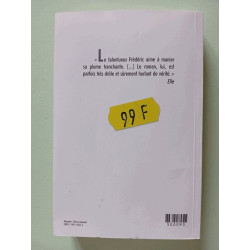 « Le talentueux Frédéric aime à manier
sa plume tranchante. [...] Le roman, lui, est
parfois très drôle et sûrement hurlant de vérité. »
Elle
99 F